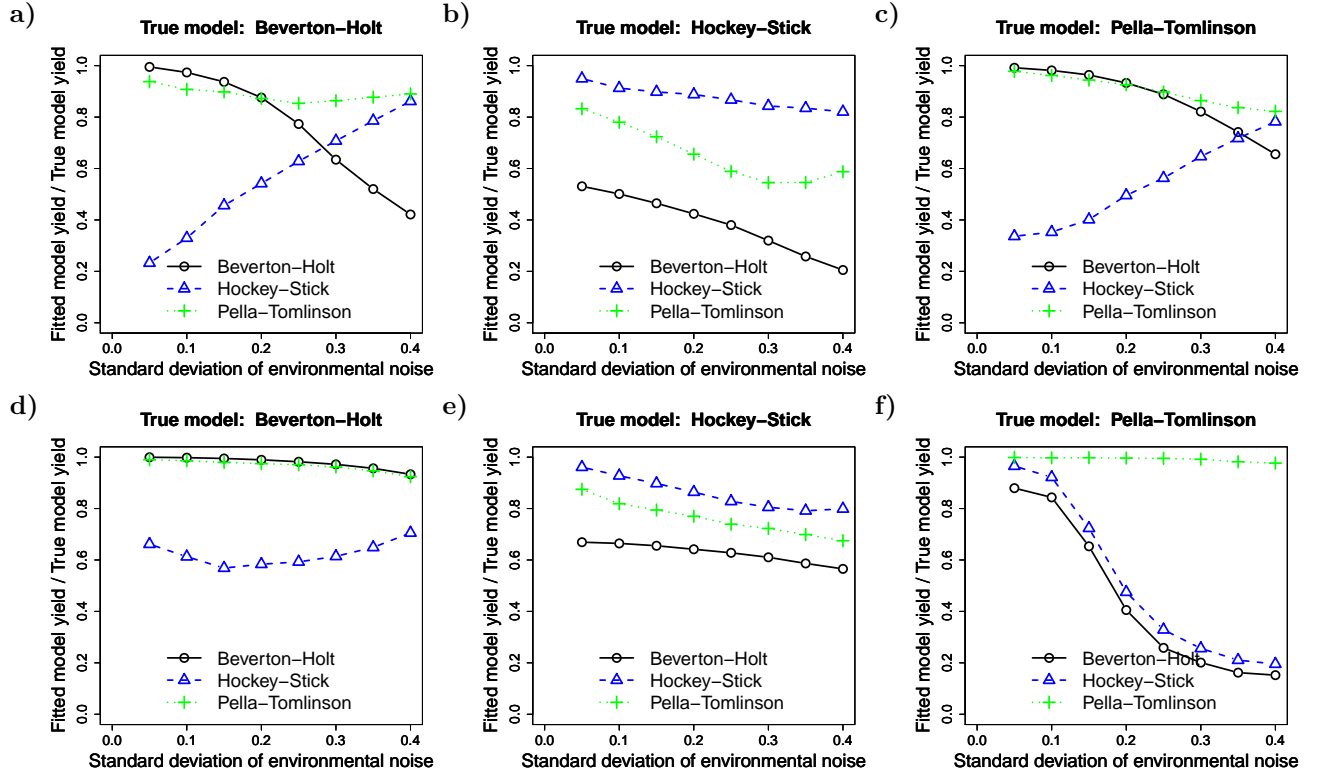 a)
True model:  Beverton−Holt
Fitted model yield / True model yield
1.0
0.8
0.6
0.4
0.2
0.0
Beverton−Holt
Hockey−Stick
Pella−Tomlinson
0.0 0.1 0.2 0.3 0.4
Standard deviation of environmental noise
b)
True model:  Hockey−Stick
Fitted model yield / True model yield
1.0
0.8
0.6
0.4
0.2
0.0
Beverton−Holt
Hockey−Stick
Pella−Tomlinson
0.0 0.1 0.2 0.3 0.4
Standard deviation of environmental noise
c)
True model:  Pella−Tomlinson
Fitted model yield / True model yield
1.0
0.8
0.6
0.4
0.2
0.0
Beverton−Holt
Hockey−Stick
Pella−Tomlinson
0.0 0.1 0.2 0.3 0.4
Standard deviation of environmental noise
d)
True model:  Beverton−Holt
Fitted model yield / True model yield
1.0
0.8
0.6
0.4
0.2
0.0
Beverton−Holt
Hockey−Stick
Pella−Tomlinson
0.0 0.1 0.2 0.3 0.4
Standard deviation of environmental noise
e)
True model:  Hockey−Stick
Fitted model yield / True model yield
1.0
0.8
0.6
0.4
0.2
0.0
Beverton−Holt
Hockey−Stick
Pella−Tomlinson
0.0 0.1 0.2 0.3 0.4
Standard deviation of environmental noise
f)
True model:  Pella−Tomlinson
Fitted model yield / True model yield
1.0
0.8
0.6
0.4
0.2
0.0
Beverton−Holt
Hockey−Stick
Pella−Tomlinson
0.0 0.1 0.2 0.3 0.4
Standard deviation of environmental noise